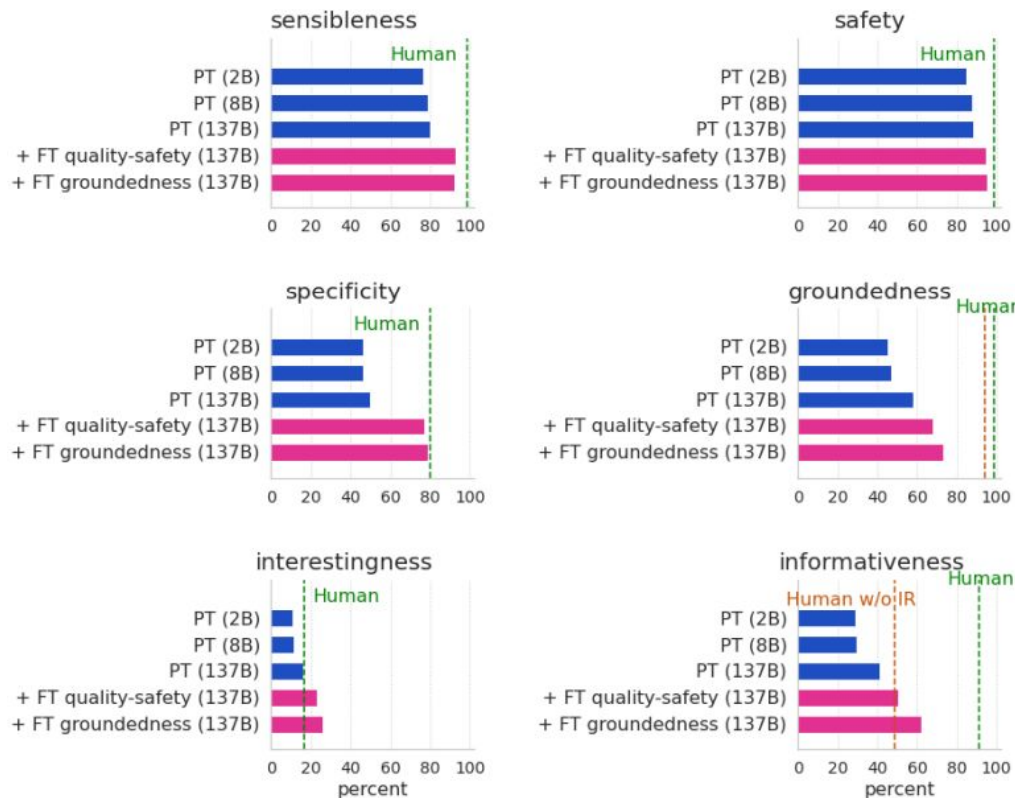 sensibleness
Human
PT (2B)
PT (8B)
PT (137B)
+ FT quality-safety (137B)
+ FT groundedness (137B)
0 20 40 60 80 100
safety
Human
PT (2B)
PT (8B)
PT (137B)
+ FT quality-safety (137B)
+ FT groundedness (137B)
0 20 40 60 80 100
specificity
Human
PT (2B)
PT (8B)
PT (137B)
+ FT quality-safety (137B)
+ FT groundedness (137B)
0 20 40 60 80 100
groundedness
Human
PT (2B)
PT (8B)
PT (137B)
+ FT quality-safety (137B)
+ FT groundedness (137B)
0 20 40 60 80 100
interestingness
Human
PT (2B)
PT (8B)
PT (137B)
+ FT quality-safety (137B)
+ FT groundedness (137B)
0 20 40 60 80 100
percent
informativeness
Human
Human w/o IR
PT (2B)
PT (8B)
PT (137B)
+ FT quality-safety (137B)
+ FT groundedness (137B)
0 20 40 60 80 100
percent